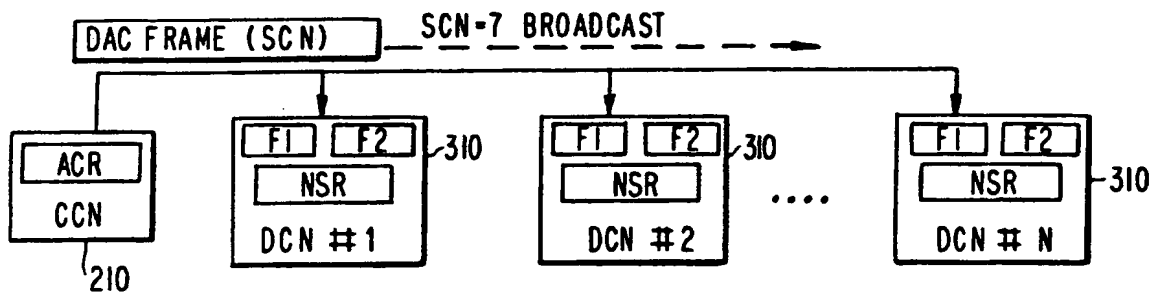 DAC FRAME (SCN)
SCN=7 BROADCAST
F1 F2 310
F1 F2 310
F1 F2
ACR
NSR
NSR
NSR
310
CCN
....
DCN #1
DCN #2
DCN # N
210